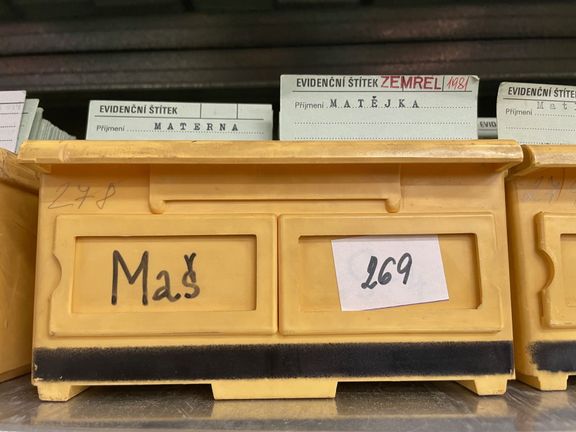 EVIDENČNÍ ŠTÍTEK
Příjmení MATERNA
EVIDENČNÍ ŠTÍTEK ZEMREL 1981
Příjmení MATĚJKA
EVIDENČNÍ ŠTÍTEK
Příjmení
278
Maš
269